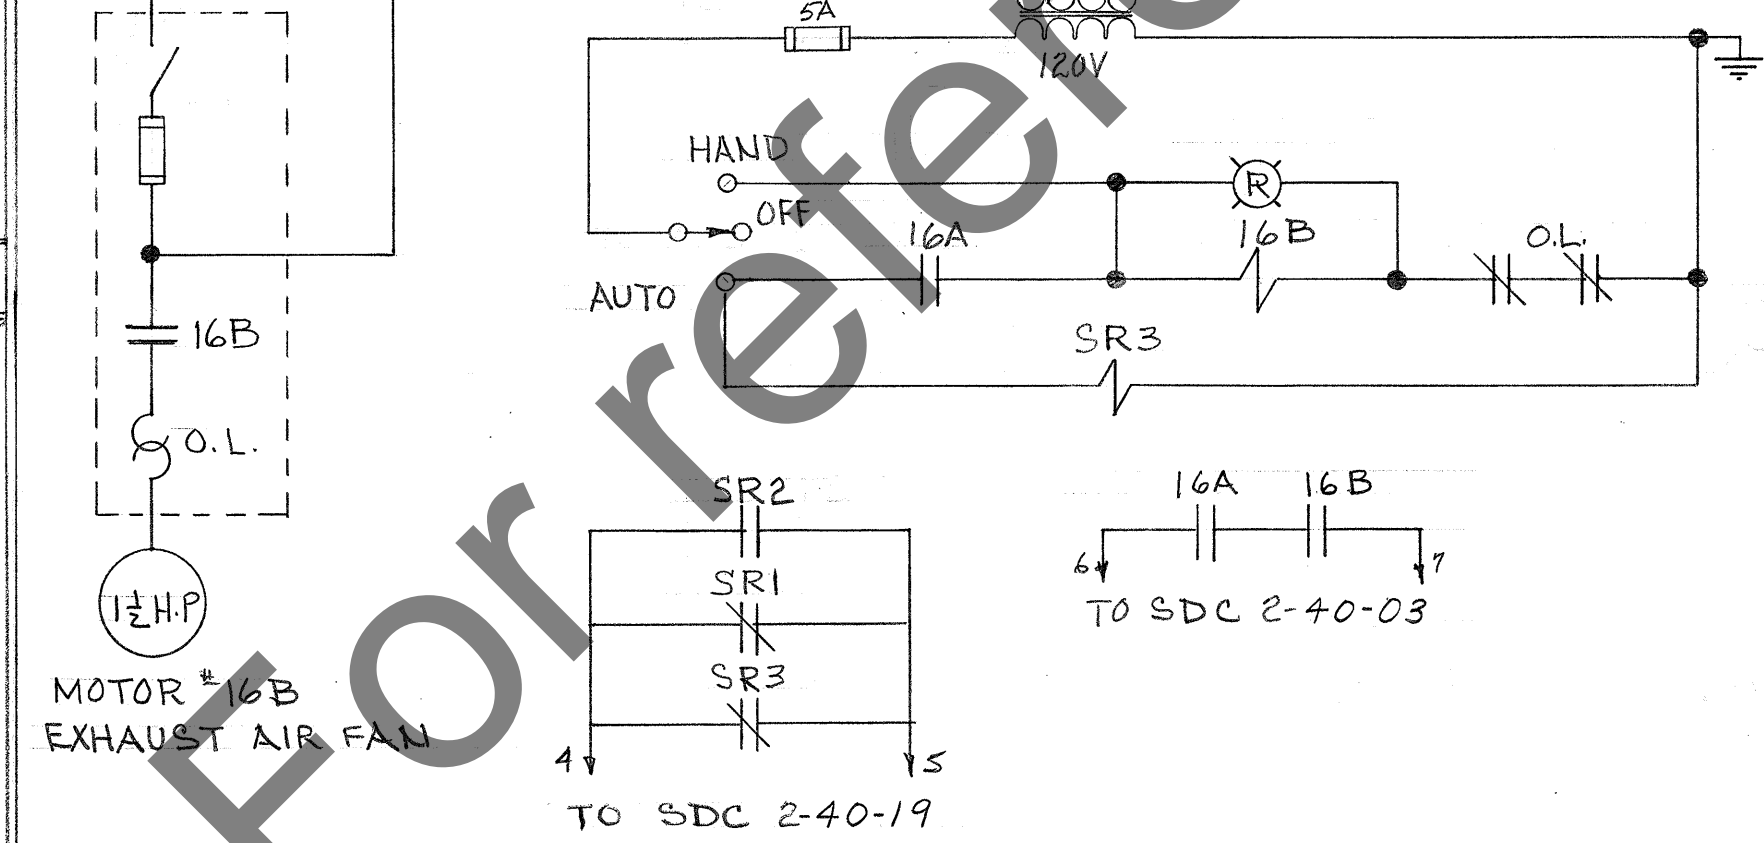 5A
120V
HAND
OFF
R
16A
16B
O.L.
AUTO
SR3
16B
O.L.
1½ H.P
MOTOR #16B
EXHAUST AIR FAN
SR2
SR1
SR3
4
5
TO SDC 2-40-19
16A
16B
6
7
TO SDC 2-40-03
For refere